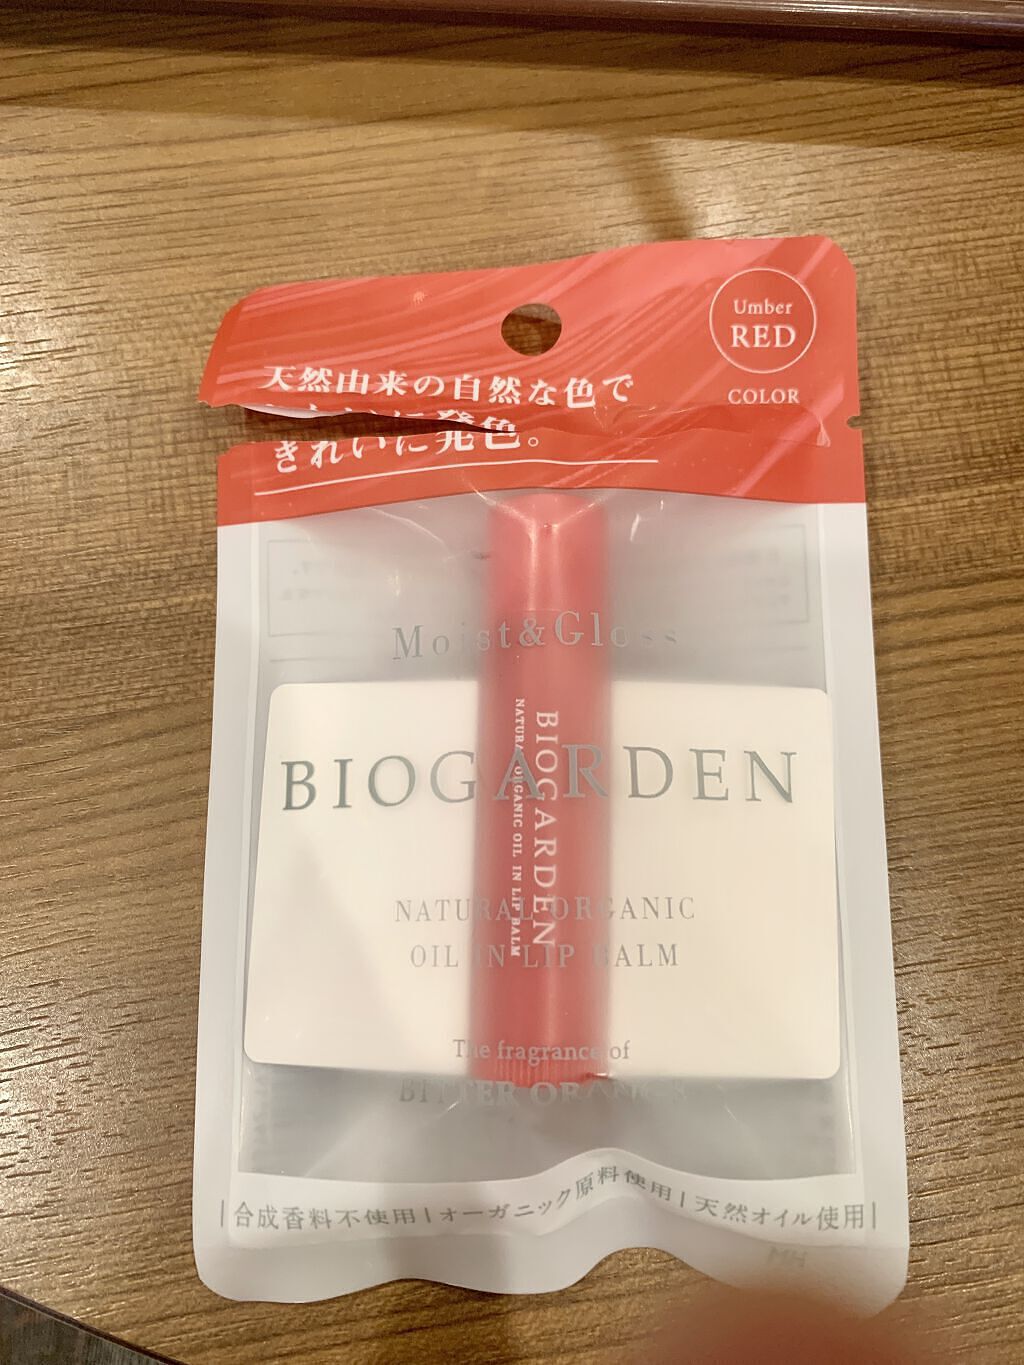 Umber
RED
COLOR
天然由来の自然な色で
きれいに発色。
Moist&Gloss
BIOGARDEN
BIOGARDEN
NATURAL ORGANIC OIL IN LIP BALM
NATURAL ORGANIC
OIL IN LIP BALM
The fragrance of
BITTER ORANGE
|合成香料不使用|オーガニック原料使用|天然オイル使用|